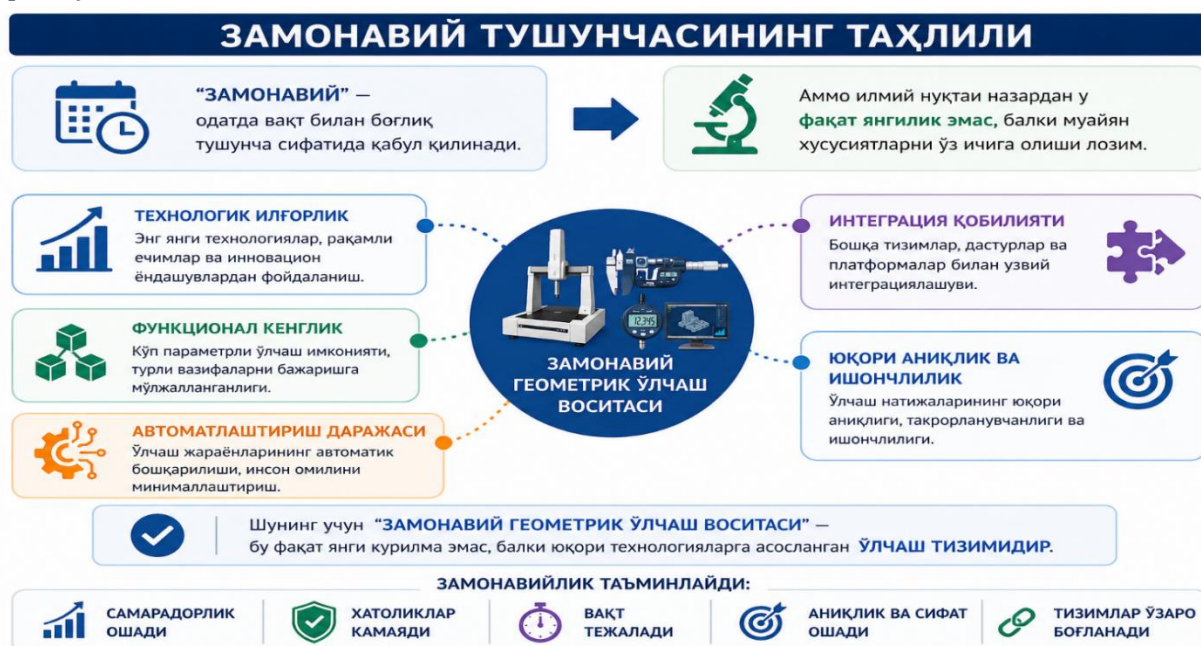 ЗАМОНАВИЙ ТУШУНЧАСИНИНГ ТАҲЛИЛИ
“ЗАМОНАВИЙ” —
одатда вақт билан боғлиқ
тушунча сифатида қабул қилинади.
Аммо илмий нуқтаи назардан у
фақат янгилик эмас, балки муайян
хусусиятларни ўз ичига олиши лозим.
ТЕХНОЛОГИК ИЛҒОРЛИК
Энг янги технологиялар, рақамли
ечимлар ва инновацион
ёндашувлардан фойдаланиш.
ФУНКЦИОНАЛ КЕНГЛИК
Кўп параметрли ўлчаш имконияти,
турли вазифаларни бажаришга
мўлжалланганлиги.
АВТОМАТЛАШТИРИШ ДАРАЖАСИ
Ўлчаш жараёнларининг автоматик
бошқарилиши, инсон омилини
минималлаштириш.
12.345
ЗАМОНАВИЙ
ГЕОМЕТРИК ЎЛЧАШ
ВОСИТАСИ
ИНТЕГРАЦИЯ ҚОБИЛИЯТИ
Бошқа тизимлар, дастурлар ва
платформалар билан узвий
интеграциялашуви.
ЮҚОРИ АНИҚЛИК ВА
ИШОНЧЛИЛИК
Ўлчаш натижаларининг юқори
аниқлиги, такрорланувчанлиги ва
ишончлилиги.
Шунинг учун “ЗАМОНАВИЙ ГЕОМЕТРИК ЎЛЧАШ ВОСИТАСИ” —
бу фақат янги курилма эмас, балки юқори технологияларга асосланган ЎЛЧАШ ТИЗИМИДИР.
ЗАМОНАВИЙЛИК ТАЪМИНЛАЙДИ:
САМАРАДОРЛИК
ОШАДИ
ХАТОЛИКЛАР
КАМАЯДИ
ВАҚТ
ТЕЖАЛАДИ
АНИҚЛИК ВА СИФАТ
ОШАДИ
ТИЗИМЛАР ЎЗАРО
БОҒЛАНАДИ